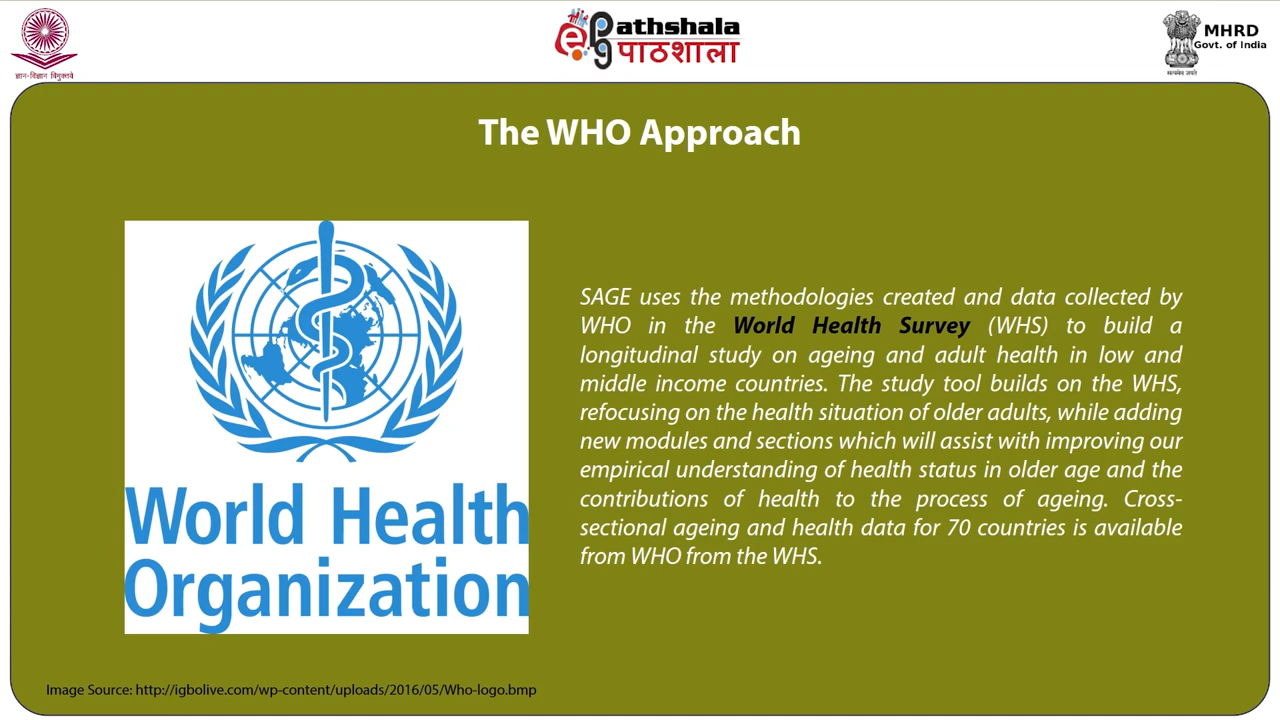 ज्ञान-विज्ञान विमुक्तये
ePathshala
पाठशाला
MHRD
Govt. of India
सत्यमेव जयते
The WHO Approach
World Health
Organization
SAGE uses the methodologies created and data collected by
WHO in the World Health Survey (WHS) to build a
longitudinal study on ageing and adult health in low and
middle income countries. The study tool builds on the WHS,
refocusing on the health situation of older adults, while adding
new modules and sections which will assist with improving our
empirical understanding of health status in older age and the
contributions of health to the process of ageing. Cross-
sectional ageing and health data for 70 countries is available
from WHO from the WHS.
Image Source: http://igbolive.com/wp-content/uploads/2016/05/Who-logo.bmp